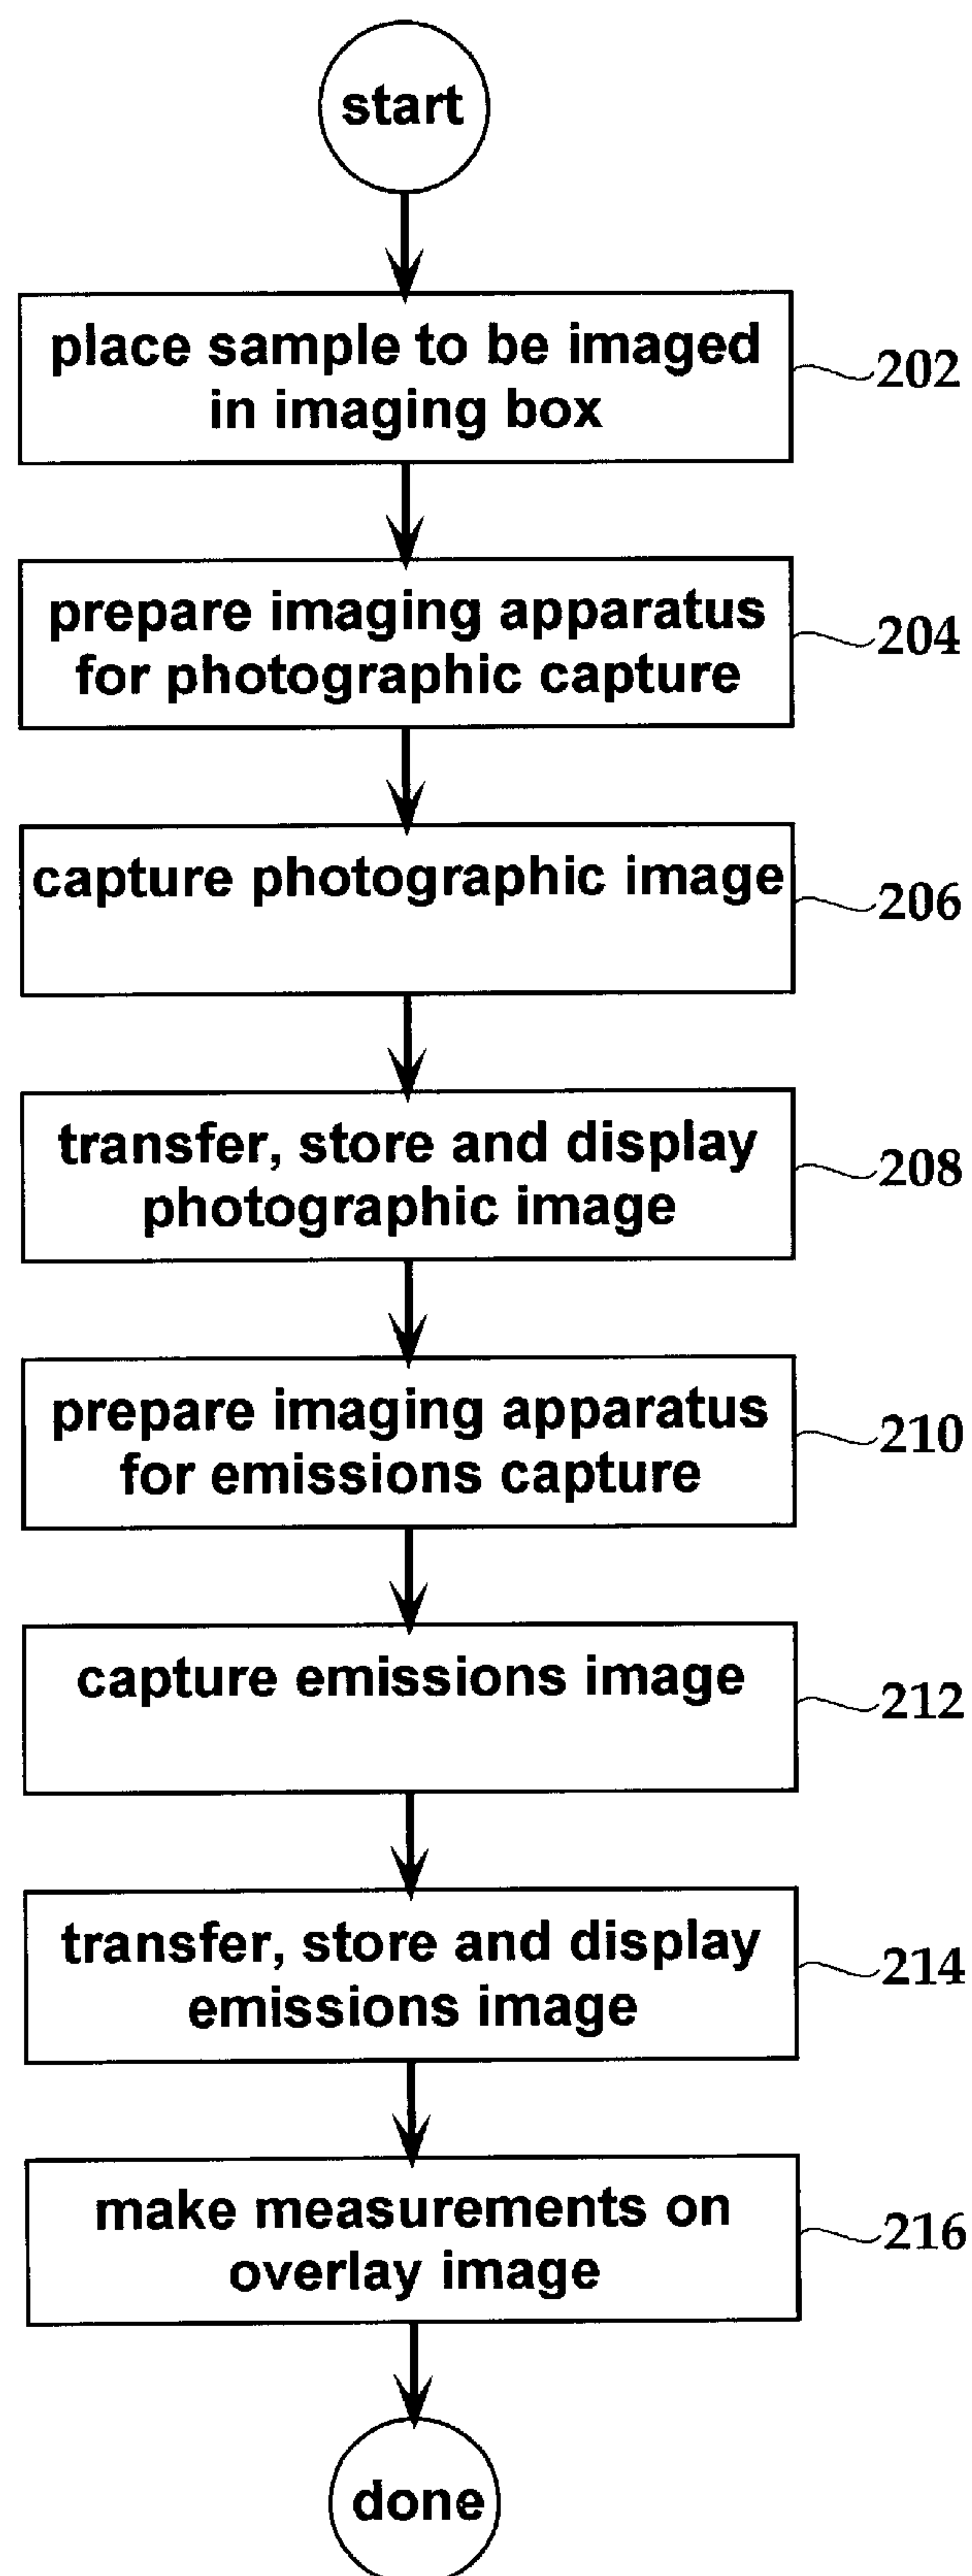 start
place sample to be imaged
in imaging box
202
prepare imaging apparatus
for photographic capture
204
capture photographic image
206
transfer, store and display
photographic image
208
prepare imaging apparatus
for emissions capture
210
capture emissions image
212
transfer, store and display
emissions image
214
make measurements on
overlay image
216
done